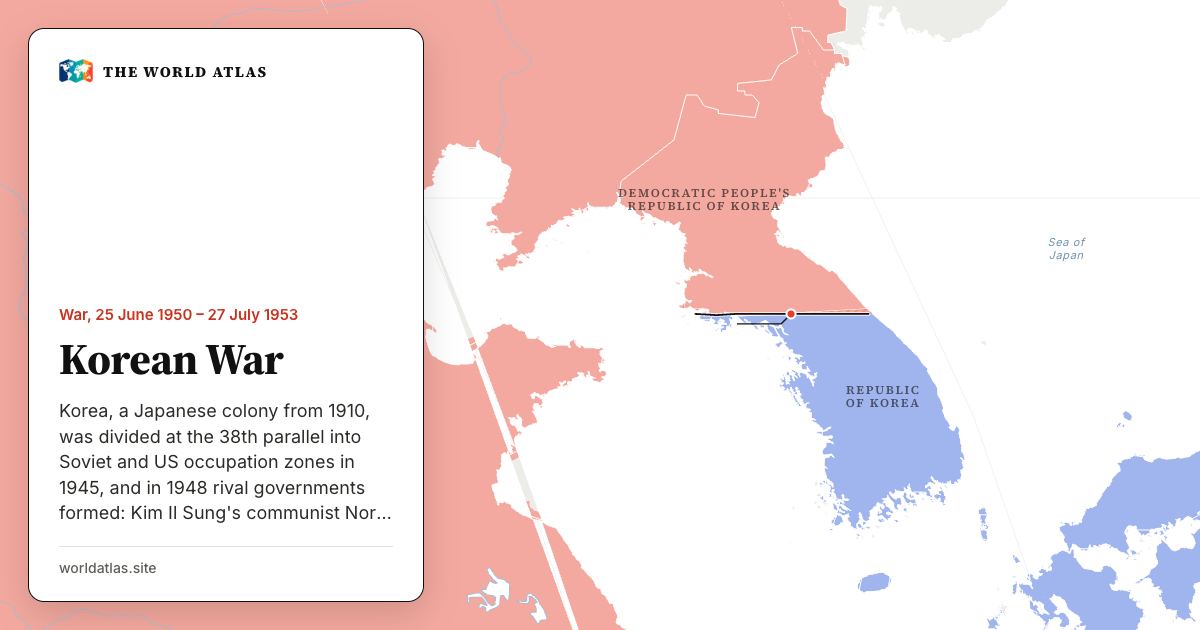 THE WORLD ATLAS
War, 25 June 1950 – 27 July 1953
Korean War
Korea, a Japanese colony from 1910,
was divided at the 38th parallel into
Soviet and US occupation zones in
1945, and in 1948 rival governments
formed: Kim Il Sung's communist Nor...
worldatlas.site
DEMOCRATIC PEOPLE'S
REPUBLIC OF KOREA
Sea of
Japan
REPUBLIC
OF KOREA